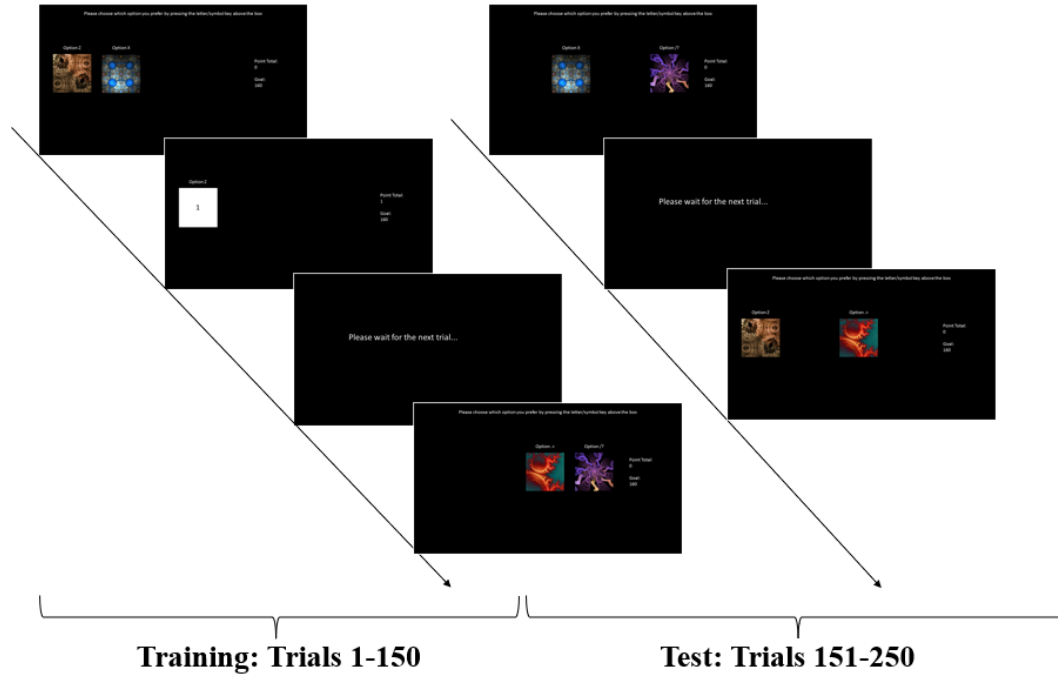 Please choose which option you prefer by pressing the letter/symbol key above the box
Option Z
Option X
Point Total:
0
Goal:
160
Option Z
1
Point Total:
1
Goal:
160
Please wait for the next trial...
Please choose which option you prefer by pressing the letter/symbol key above the box
Option .>
Option /?
Point Total:
0
Goal:
160
Training: Trials 1-150
Please choose which option you prefer by pressing the letter/symbol key above the box
Option X
Option /?
Point Total:
0
Goal:
160
Please wait for the next trial...
Please choose which option you prefer by pressing the letter/symbol key above the box
Option Z
Option .>
Point Total:
0
Goal:
160
Test: Trials 151-250